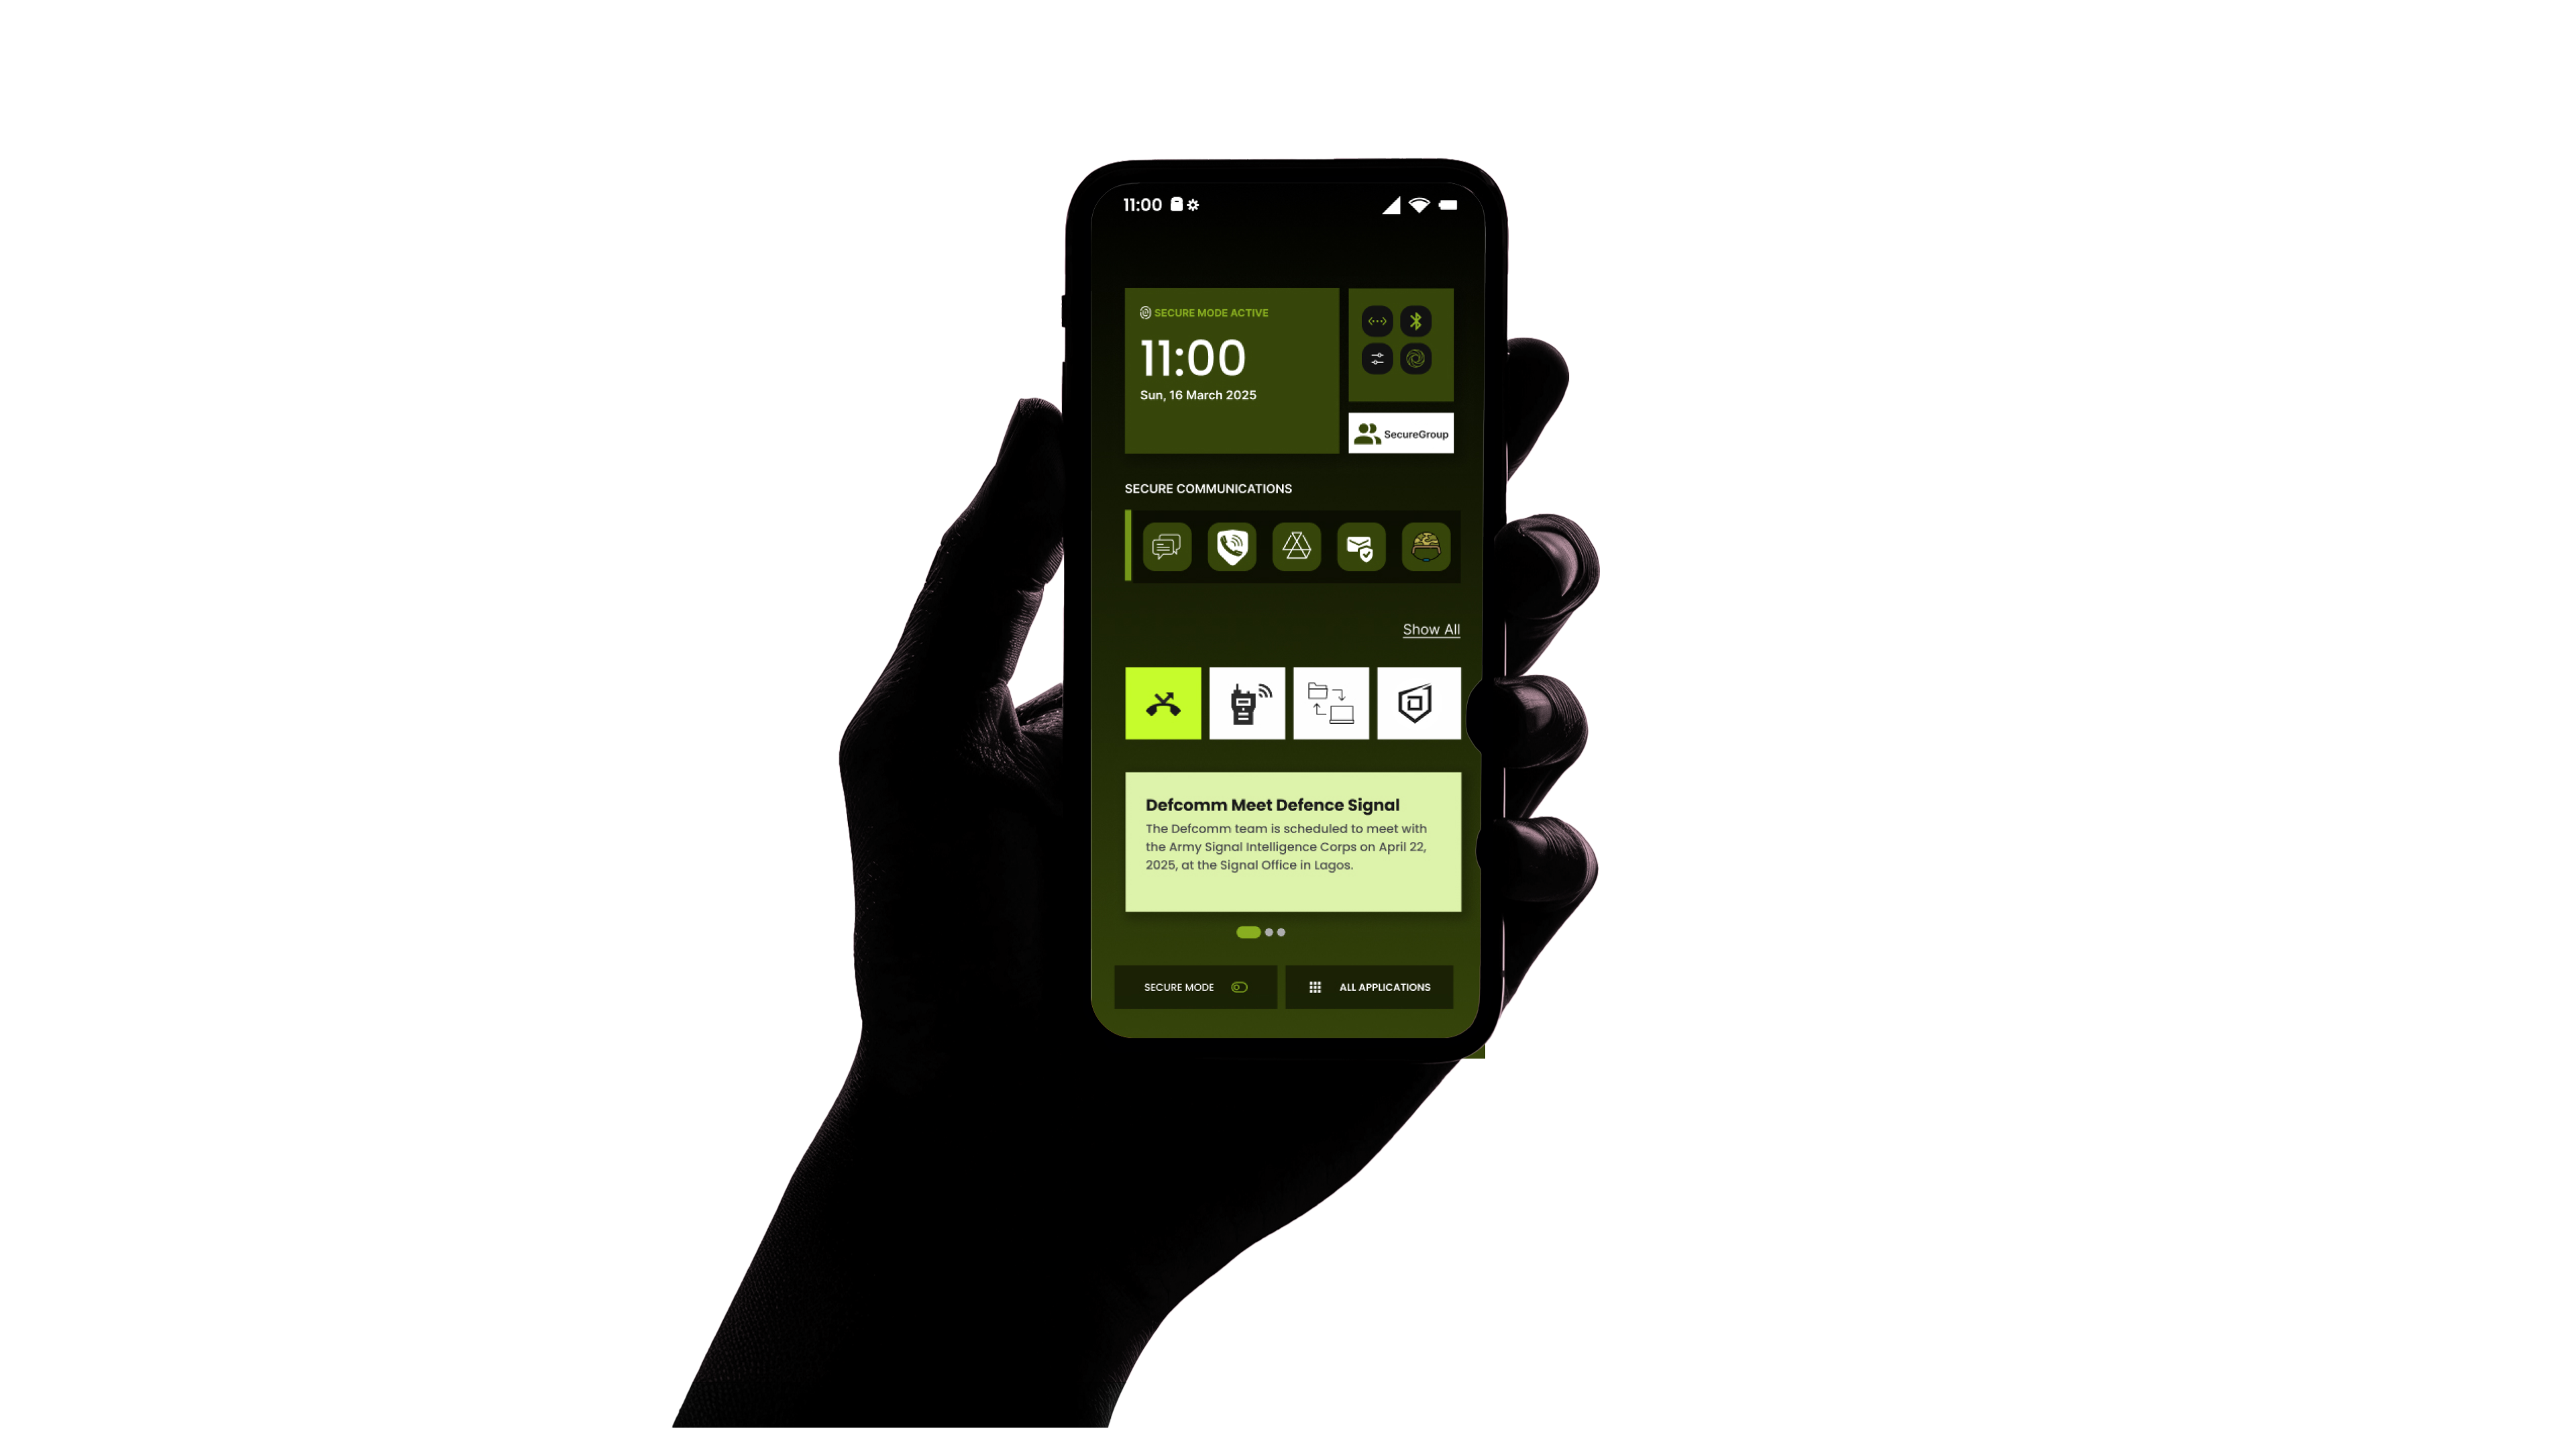 11:00
SECURE MODE ACTIVE
11:00
Sun, 16 March 2025
SecureGroup
SECURE COMMUNICATIONS
Show All
Defcomm Meet Defence Signal
The Defcomm team is scheduled to meet with
the Army Signal Intelligence Corps on April 22,
2025, at the Signal Office in Lagos.
SECURE MODE
ALL APPLICATIONS